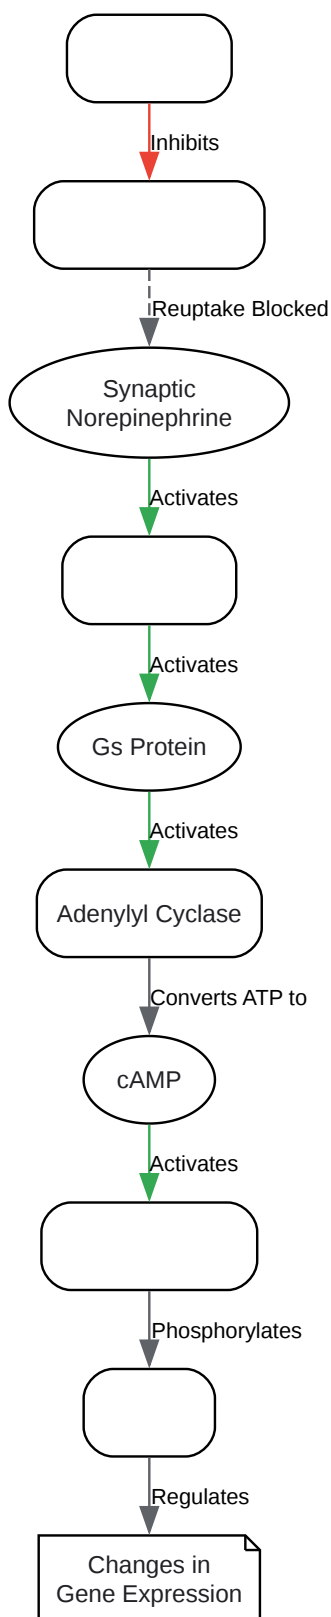 Inhibits
Reuptake Blocked
Synaptic
Norepinephrine
Activates
Activates
Gs Protein
Activates
Adenylyl Cyclase
Converts ATP to
cAMP
Activates
Phosphorylates
Regulates
Changes in
Gene Expression